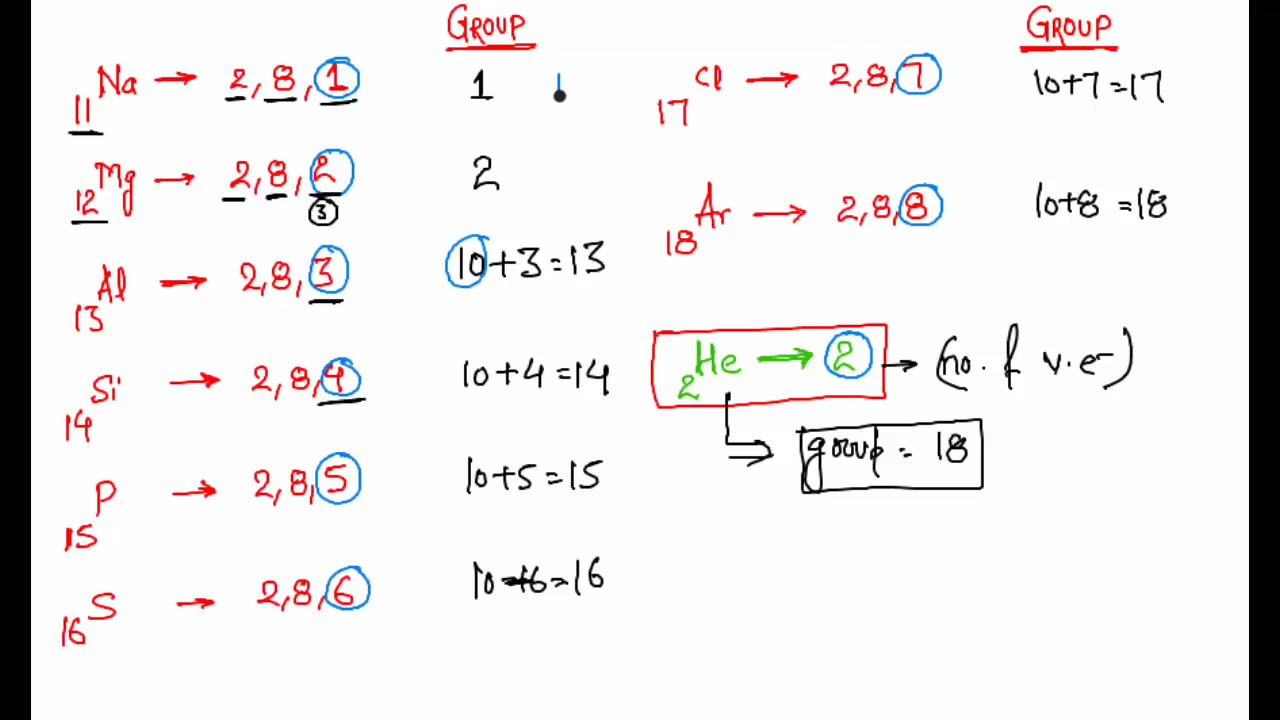 GROUP
11Na → 2, 8, 1 1
12Mg → 2, 8, 2 2
3
13Al → 2,8,3 10+3=13
14Si → 2,8,4 10+4=14
15P → 2,8,5 10+5=15
16S → 2,8,6 10+6=16
GROUP
17Cl → 2,8,7 10+7=17
18Ar → 2,8,8 10+8=18
2He → 2 → (no. of v.e-)
group = 18